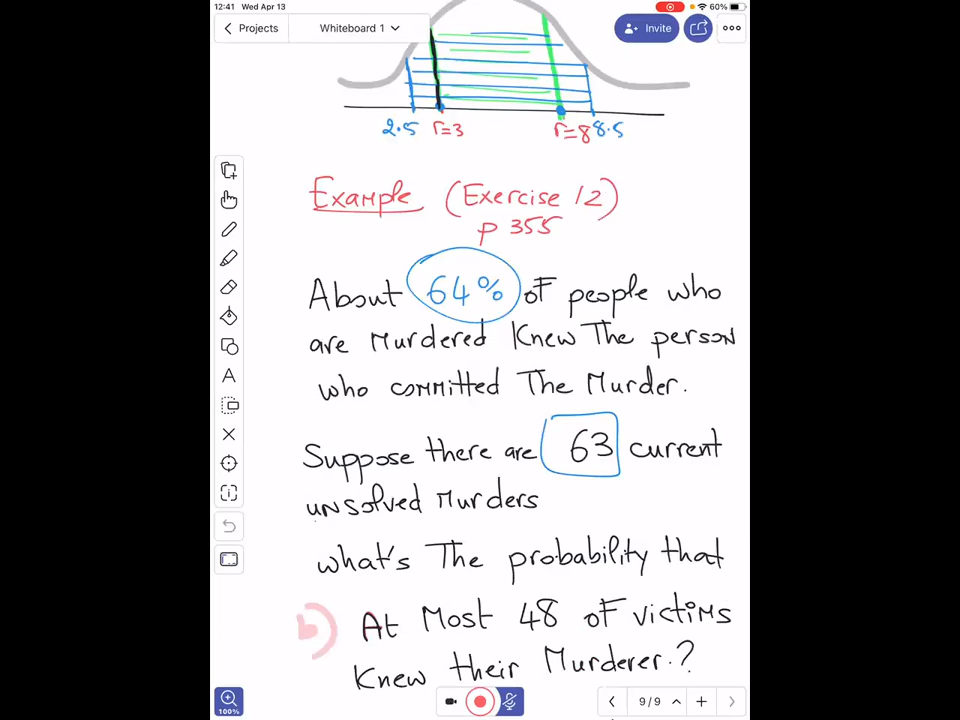 12:41 Wed Apr 13
60%
Projects
Whiteboard 1
Invite
2.5 r=3 r=8 8.5
Example (Exercise 12)
p 355
About 64% of people who
are Murdered Knew The person
who committed The Murder.
Suppose there are 63 current
unsolved Murders
what's The probability that
b) At Most 48 of victims
Knew their Murderer.?
A
100%
9/9